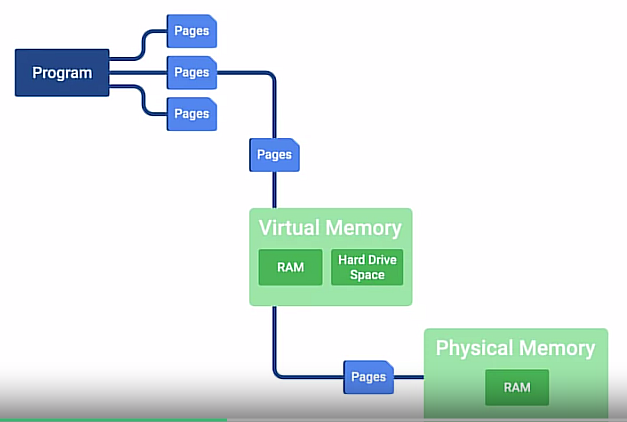 Pages
Program
Pages
Pages
Pages
Virtual Memory
RAM
Hard Drive
Space
Physical Memory
Pages
RAM